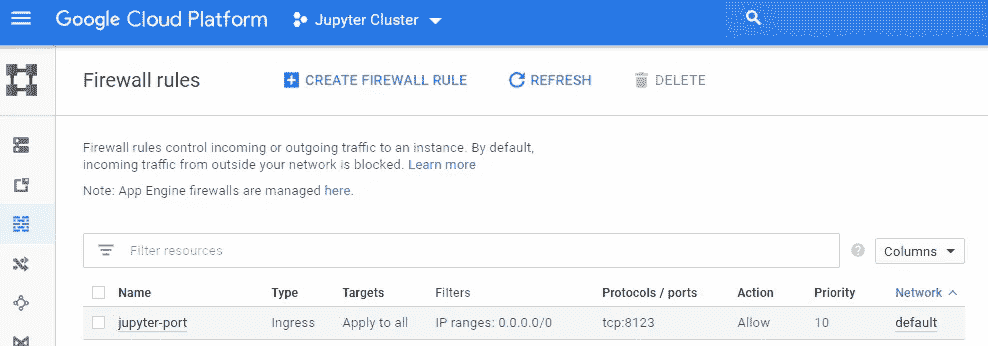 Google Cloud Platform Jupyter Cluster
Firewall rules CREATE FIREWALL RULE REFRESH DELETE
Firewall rules control incoming or outgoing traffic to an instance. By default,
incoming traffic from outside your network is blocked. Learn more
Note: App Engine firewalls are managed here.
Filter resources ? Columns
Name Type Targets Filters Protocols / ports Action Priority Network
jupyter-port Ingress Apply to all IP ranges: 0.0.0.0/0 tcp:8123 Allow 10 default